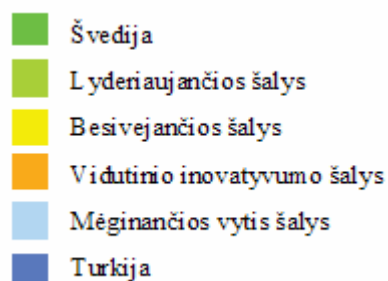 Švedija
Lyderiaujančios šalys
Besivejančios šalys
Vidutinio inovatyvumo šalys
Mėginančios vytis šalys
Turkija